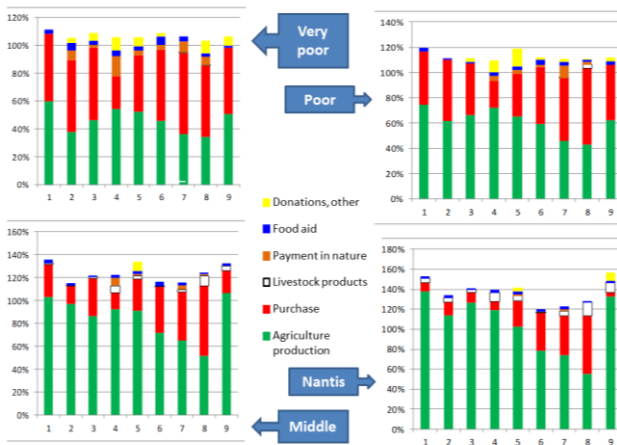 120%
100%
80%
60%
40%
20%
0%
1 2 3 4 5 6 7 8 9
Very
poor
Poor
140%
120%
100%
80%
60%
40%
20%
0%
1 2 3 4 5 6 7 8 9
Donations, other
Food aid
Payment in nature
Livestock products
Purchase
Agriculture
production
160%
140%
120%
100%
80%
60%
40%
20%
0%
1 2 3 4 5 6 7 8 9
180%
160%
140%
120%
100%
80%
60%
40%
20%
0%
1 2 3 4 5 6 7 8 9
Nantis
Middle